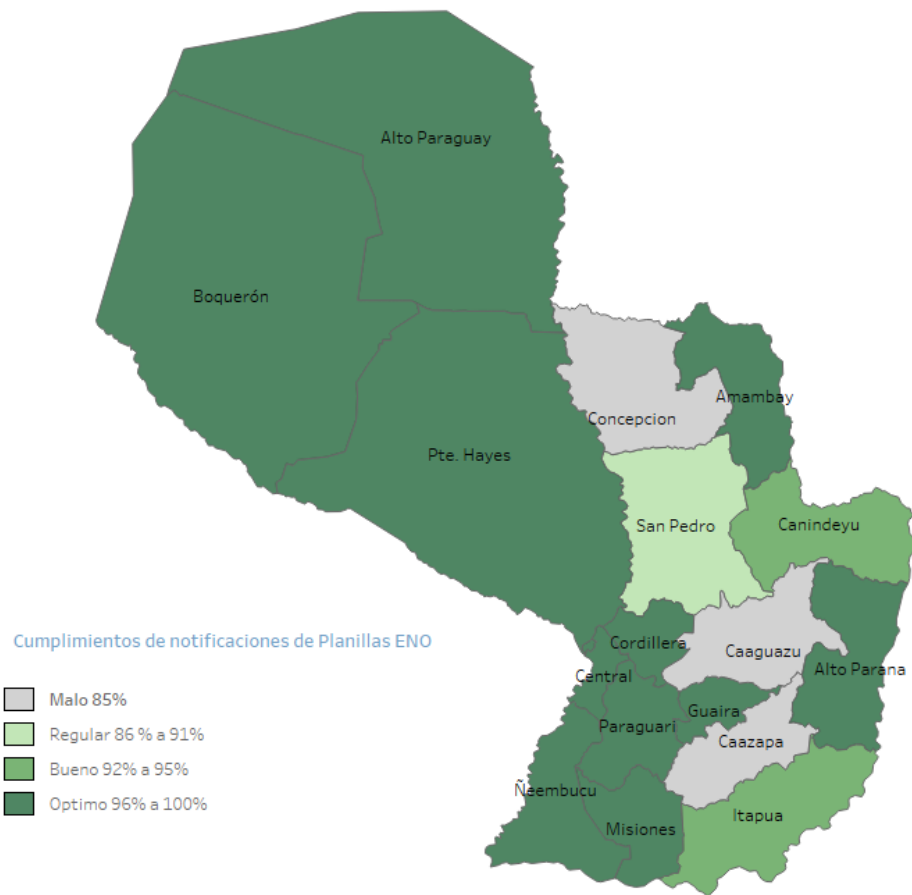 Alto Paraguay
Boquerón
Amambay
Concepcion
Pte. Hayes
San Pedro
Canindeyu
Cumplimientos de notificaciones de Planillas ENO
Cordillera
Caaguazu
Alto Parana
Central
Malo 85%
Guaira
Paraguari
Regular 86 % a 91%
Caazapa
Bueno 92% a 95%
Ñeembucu
Optimo 96% a 100%
Itapua
Misiones